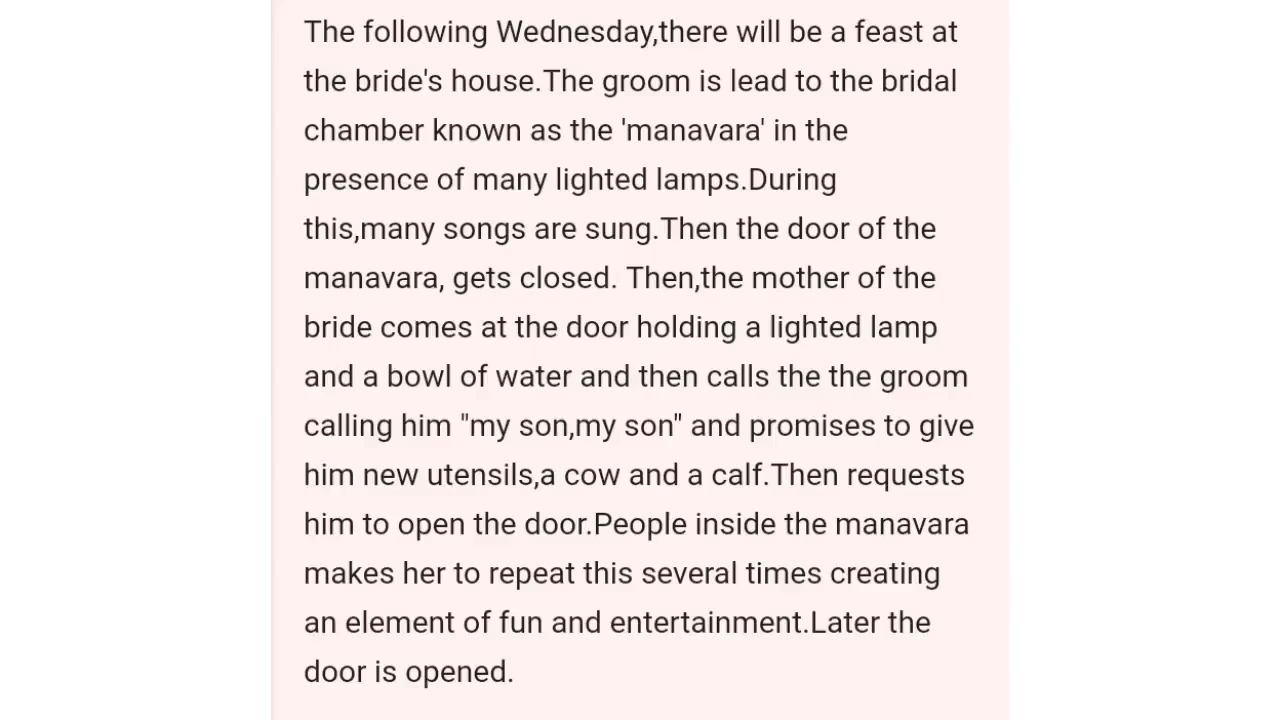 The following Wednesday,there will be a feast at
the bride's house.The groom is lead to the bridal
chamber known as the 'manavara' in the
presence of many lighted lamps.During
this,many songs are sung.Then the door of the
manavara, gets closed. Then,the mother of the
bride comes at the door holding a lighted lamp
and a bowl of water and then calls the the groom
calling him "my son,my son" and promises to give
him new utensils,a cow and a calf.Then requests
him to open the door.People inside the manavara
makes her to repeat this several times creating
an element of fun and entertainment.Later the
door is opened.